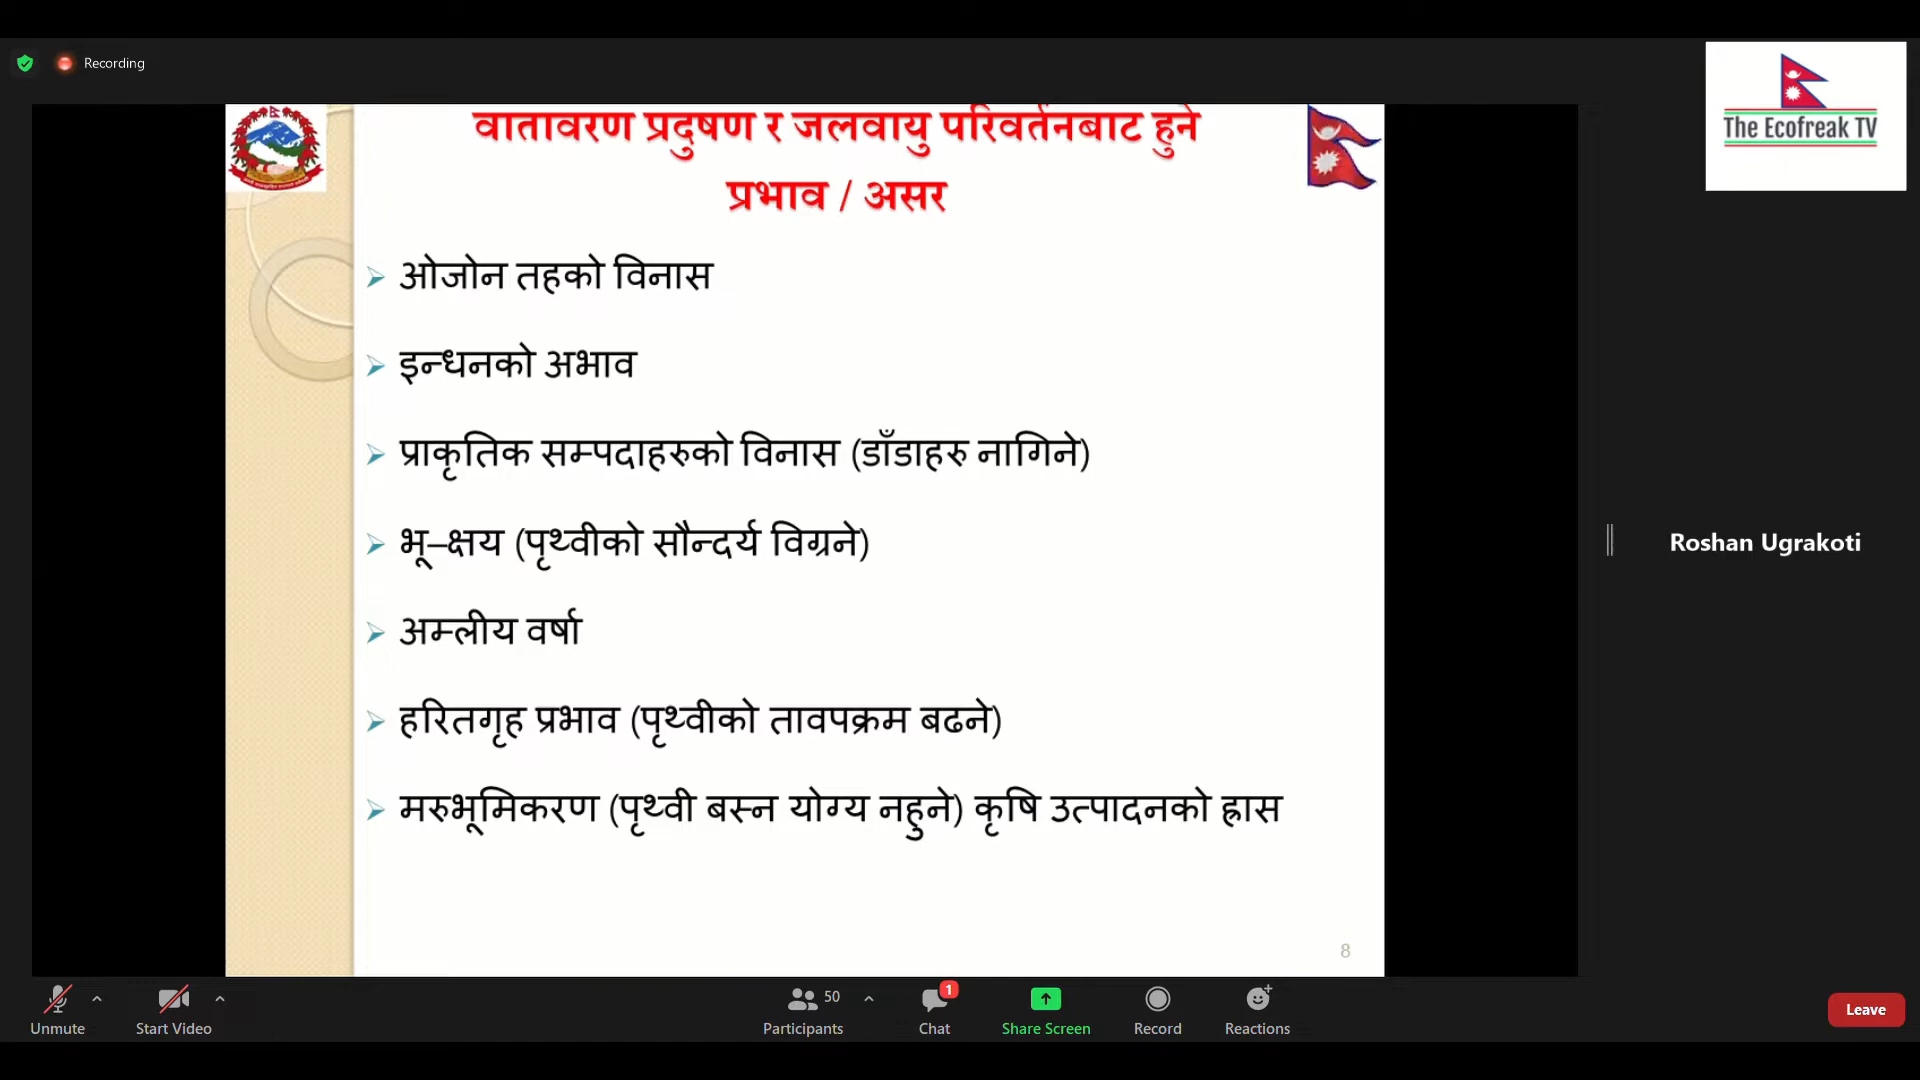 Recording
The Ecofreak TV
वातावरण प्रदुषण र जलवायु परिवर्तनबाट हुने
प्रभाव / असर
➢ ओजोन तहको विनास
➢ इन्धनको अभाव
➢ प्राकृतिक सम्पदाहरुको विनास (डाँडाहरु नागिने)
➢ भू–क्षय (पृथ्वीको सौन्दर्य विग्रने)
➢ अम्लीय वर्षा
➢ हरितगृह प्रभाव (पृथ्वीको तावपक्रम बढने)
➢ मरुभूमिकरण (पृथ्वी बस्न योग्य नहुने) कृषि उत्पादनको ह्रास
8
Roshan Ugrakoti
Unmute
Start Video
50
Participants
1
Chat
Share Screen
Record
Reactions
Leave